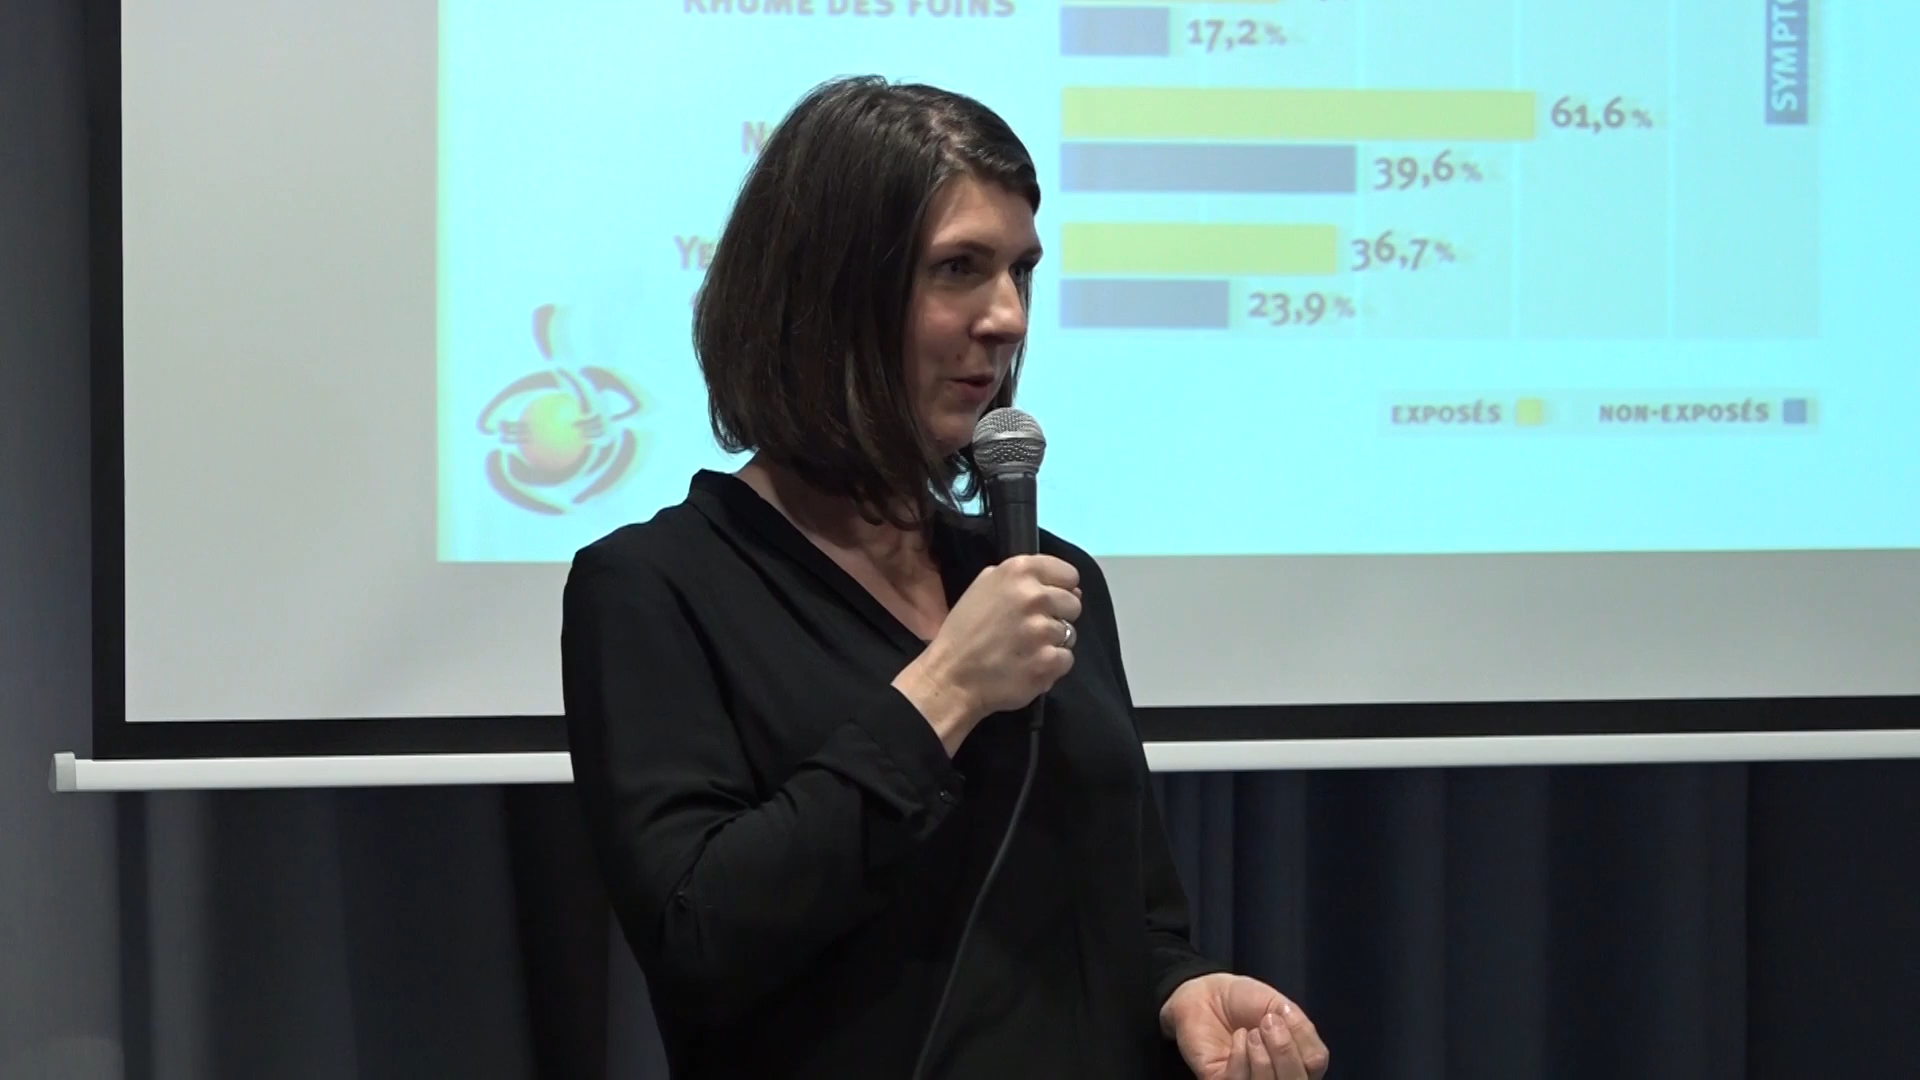 RHUME DES FOINS
17,2 %
61,6 %
39,6 %
36,7 %
23,9 %
EXPOSÉS
NON-EXPOSÉS